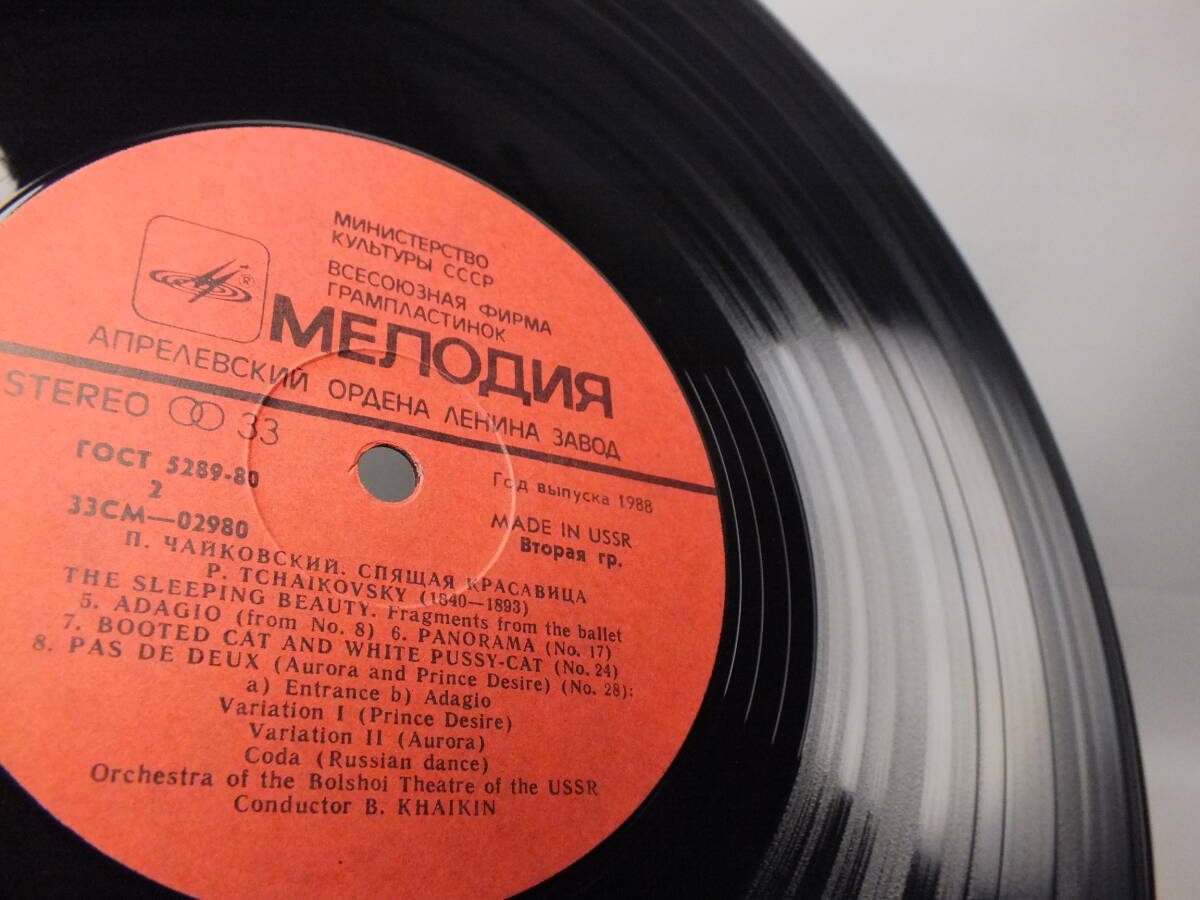 МИНИСТЕРСТВО
КУЛЬТУРЫ СССР
ВСЕСОЮЗНАЯ ФИРМА
ГРАМПЛАСТИНОК
®
МЕЛОДИЯ
АПРЕЛЕВСКИЙ ОРДЕНА ЛЕНИНА ЗАВОД
STEREO 33
ГОСТ 5289-80
2
33СМ—02980
Год выпуска 1988
MADE IN USSR
Вторая гр.
П. ЧАЙКОВСКИЙ. СПЯЩАЯ КРАСАВИЦА
P. TCHAIKOVSKY (1840—1893)
THE SLEEPING BEAUTY. Fragments from the ballet
5. ADAGIO (from No. 8) 6. PANORAMA (No. 17)
7. BOOTED CAT AND WHITE PUSSY-CAT (No. 24)
8. PAS DE DEUX (Aurora and Prince Desire) (No. 28):
a) Entrance b) Adagio
Variation I (Prince Desire)
Variation II (Aurora)
Coda (Russian dance)
Orchestra of the Bolshoi Theatre of the USSR
Conductor B. KHAIKIN